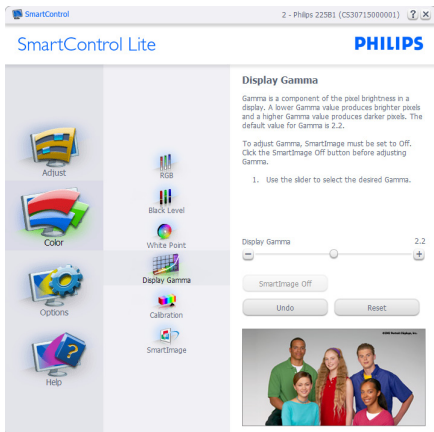 SmartControl
2 - Philips 225B1 (CS30715000001)
SmartControl Lite
PHILIPS
Adjust
Color
Options
Help
RGB
Black Level
White Point
Display Gamma
Calibration
SmartImage
Display Gamma
Gamma is a component of the pixel brightness in a
display. A lower Gamma value produces brighter pixels
and a higher Gamma value produces darker pixels. The
default value for Gamma is 2.2.
To adjust Gamma, SmartImage must be set to Off.
Click the SmartImage Off button before adjusting
Gamma.
1. Use the slider to select the desired Gamma.
Display Gamma 2.2
SmartImage Off
Undo Reset